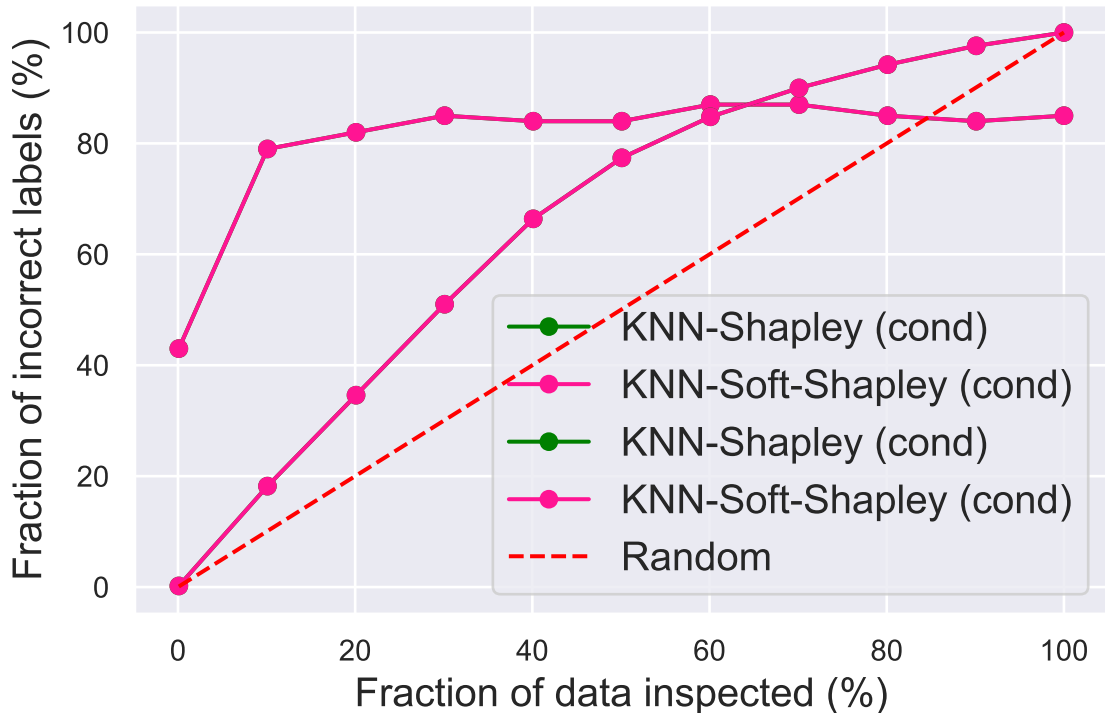 Fraction of incorrect labels (%)
100
80
60
40
20
0
KNN-Shapley (cond)
KNN-Soft-Shapley (cond)
KNN-Shapley (cond)
KNN-Soft-Shapley (cond)
Random
0 20 40 60 80 100
Fraction of data inspected (%)